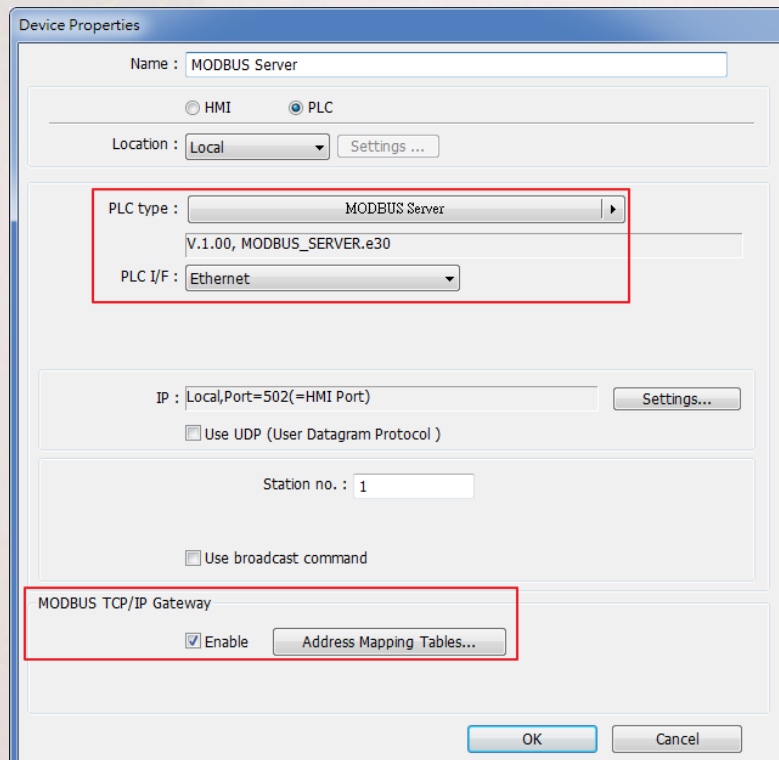 Device Properties
Name : MODBUS Server
HMI PLC
Location : Local Settings ...
PLC type : MODBUS Server
V.1.00, MODBUS_SERVER.e30
PLC I/F : Ethernet
IP : Local,Port=502(=HMI Port) Settings...
Use UDP (User Datagram Protocol )
Station no. : 1
Use broadcast command
MODBUS TCP/IP Gateway
Enable Address Mapping Tables...
OK Cancel